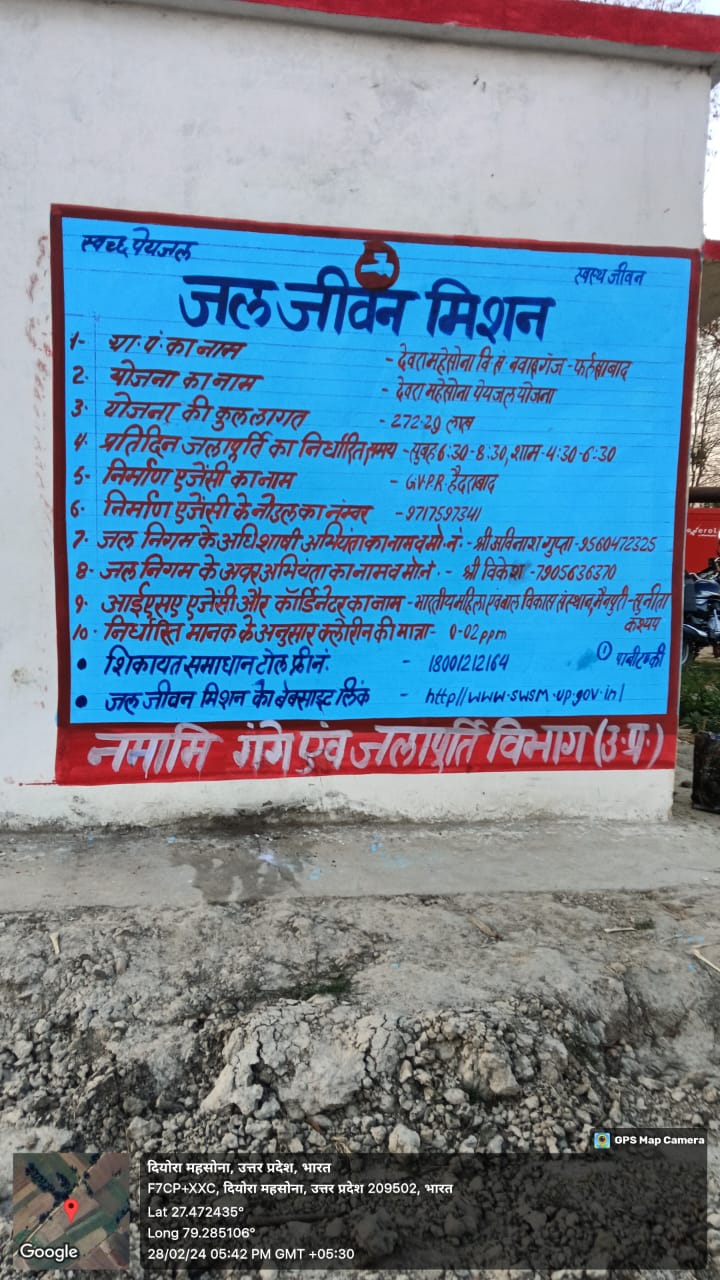 स्वच्छ पेयजल
स्वस्थ जीवन
जल जीवन मिशन
1- ग्रा.पं. का नाम - देवरा महेसोना वि.खं. नवाबगंज - फर्रुखाबाद
2- योजना का नाम - देवरा महेसोना पेयजल योजना
3- योजना की कुल लागत - 272.29 लाख
4- प्रतिदिन जलापूर्ति का निर्धारित समय - सुबह 6:30-8:30, शाम-4:30-6:30
5- निर्माण एजेंसी का नाम - G.V.P.R. हैदराबाद
6- निर्माण एजेंसी के नोडल का नंम्बर - 9717597341
7- जल निगम के अधिशाषी अभियंता का नाम व मो.नं. - श्री अविनाश गुप्ता - 9560472325
8- जल निगम के अवर अभियंता का नाम व मो.नं. - श्री विकेश - 7905636370
9- आईएसए एजेंसी और कॉर्डिनेटर का नाम - भारतीय महिला एंव बाल विकास संस्थान, मैनपुरी - सुनीता
कश्यप
10- निर्धारित मानक के अनुसार क्लोरीन की मात्रा - 0-02 ppm
• शिकायत समाधान टोल फ्री नं. - 18001212164
• जल जीवन मिशन की बेवसाइट लिंक - http//www.swsm.up.gov.in/
नमामि गंगे एंव जलापूर्ति विभाग (उ.प्र.)
GPS Map Camera
दियोरा महसोना, उत्तर प्रदेश, भारत
F7CP+XXC, दियोरा महसोना, उत्तर प्रदेश 209502, भारत
Lat 27.472435°
Long 79.285106°
28/02/24 05:42 PM GMT +05:30
Google